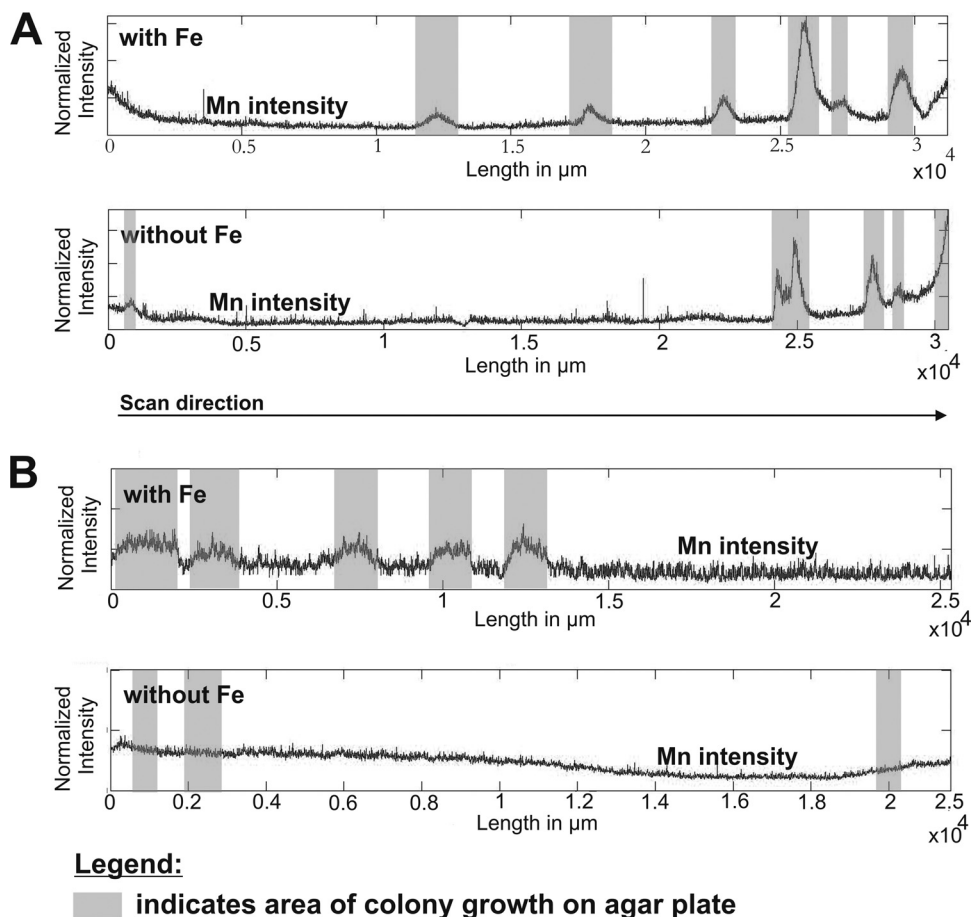 A
with Fe
Mn intensity
Normalized
Intensity
0 0.5 1 1.5 2 2.5 3
Length in µm
x10 4
without Fe
Mn intensity
Normalized
Intensity
0.5 1 1.5 2 2.5 3
Length in µm
x10 4
Scan direction
B
with Fe
Mn intensity
Normalized
Intensity
0 0.5 1 1.5 2 2.5
Length in µm
x10 4
without Fe
Mn intensity
Normalized
Intensity
0 0.2 0.4 0.6 0.8 1 1.2 1.4 1.6 1.8 2 2.5
Length in µm
x10 4
Legend:
indicates area of colony growth on agar plate